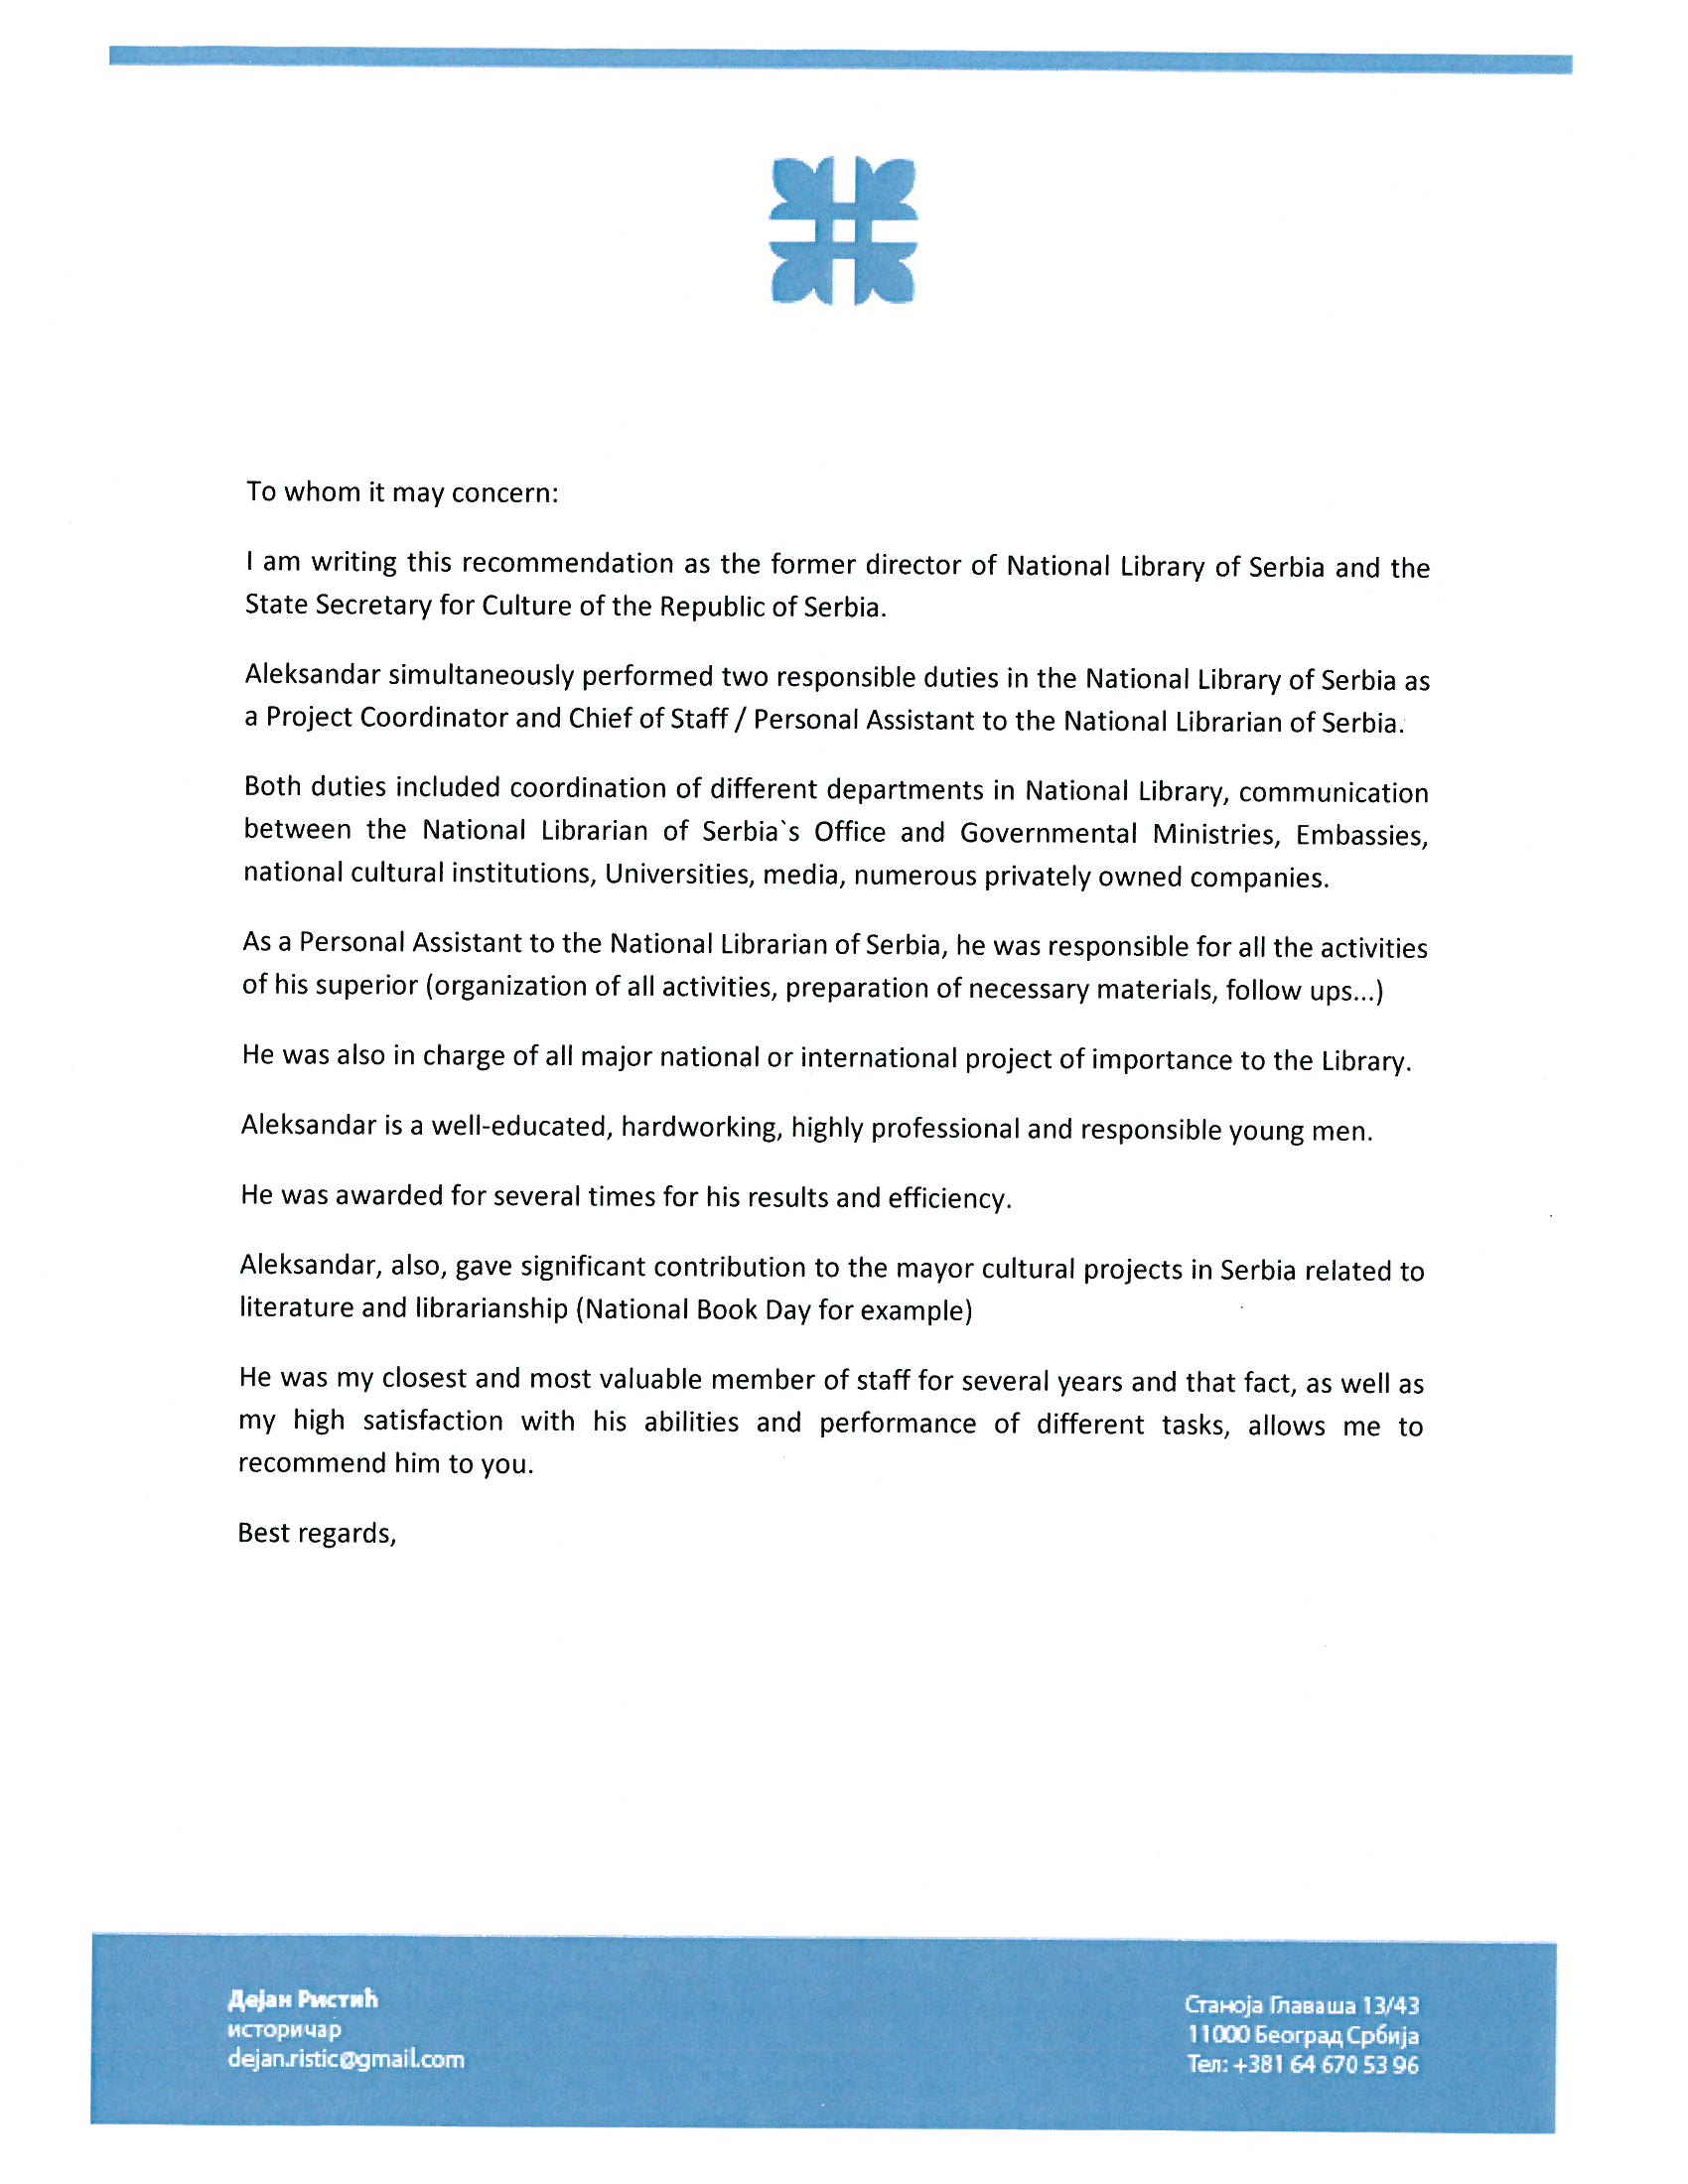 To whom it may concern:
I am writing this recommendation as the former director of National Library of Serbia and the
State Secretary for Culture of the Republic of Serbia.
Aleksandar simultaneously performed two responsible duties in the National Library of Serbia as
a Project Coordinator and Chief of Staff / Personal Assistant to the National Librarian of Serbia.
Both duties included coordination of different departments in National Library, communication
between the National Librarian of Serbia`s Office and Governmental Ministries, Embassies,
national cultural institutions, Universities, media, numerous privately owned companies.
As a Personal Assistant to the National Librarian of Serbia, he was responsible for all the activities
of his superior (organization of all activities, preparation of necessary materials, follow ups...)
He was also in charge of all major national or international project of importance to the Library.
Aleksandar is a well-educated, hardworking, highly professional and responsible young men.
He was awarded for several times for his results and efficiency.
Aleksandar, also, gave significant contribution to the mayor cultural projects in Serbia related to
literature and librarianship (National Book Day for example)
He was my closest and most valuable member of staff for several years and that fact, as well as
my high satisfaction with his abilities and performance of different tasks, allows me to
recommend him to you.
Best regards,
Дејан Ристић
историчар
dejan.ristic@gmail.com
Станоја Главаша 13/43
11000 Београд Србија
Тел: +381 64 670 53 96